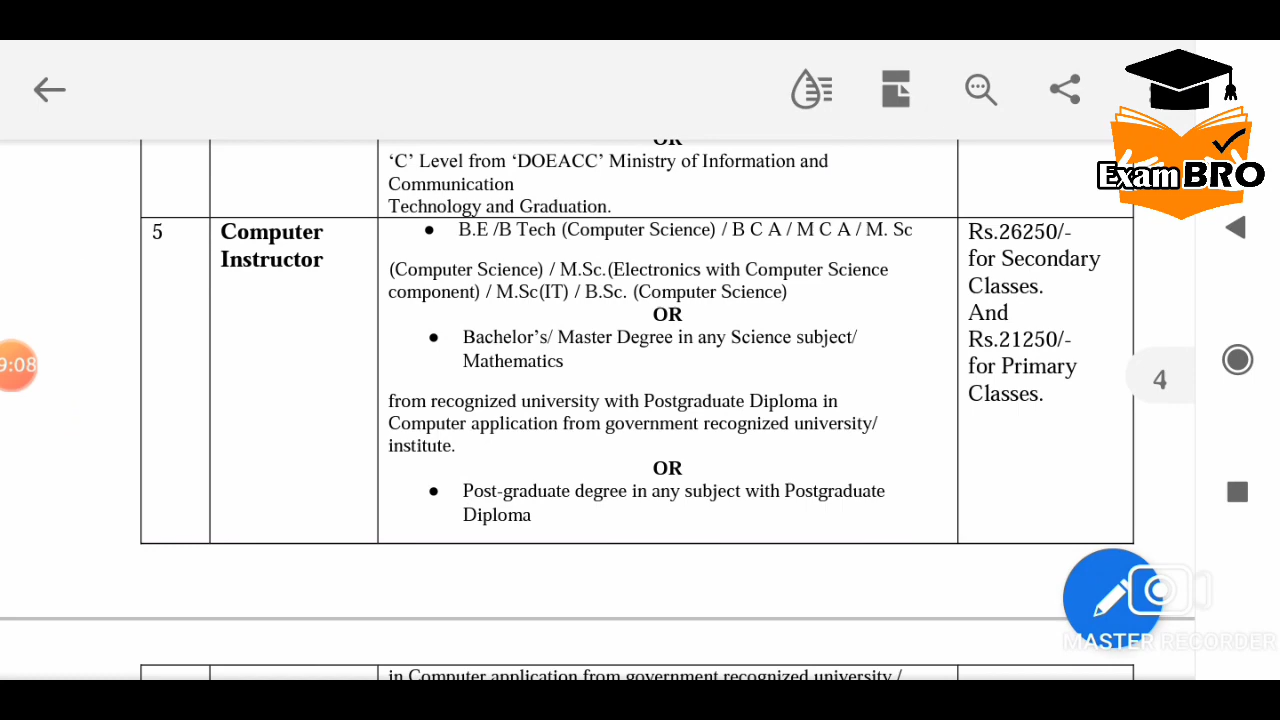 OR
‘C’ Level from ‘DOEACC’ Ministry of Information and
Communication
Technology and Graduation.
5
Computer
Instructor
● B.E /B Tech (Computer Science) / B C A / M C A / M. Sc
(Computer Science) / M.Sc.(Electronics with Computer Science
component) / M.Sc(IT) / B.Sc. (Computer Science)
OR
● Bachelor’s/ Master Degree in any Science subject/
Mathematics
from recognized university with Postgraduate Diploma in
Computer application from government recognized university/
institute.
OR
● Post-graduate degree in any subject with Postgraduate
Diploma
Rs.26250/-
for Secondary
Classes.
And
Rs.21250/-
for Primary
Classes.
in Computer application from government recognized university /
4
9:08
Exam BRO
MASTER RECORDER